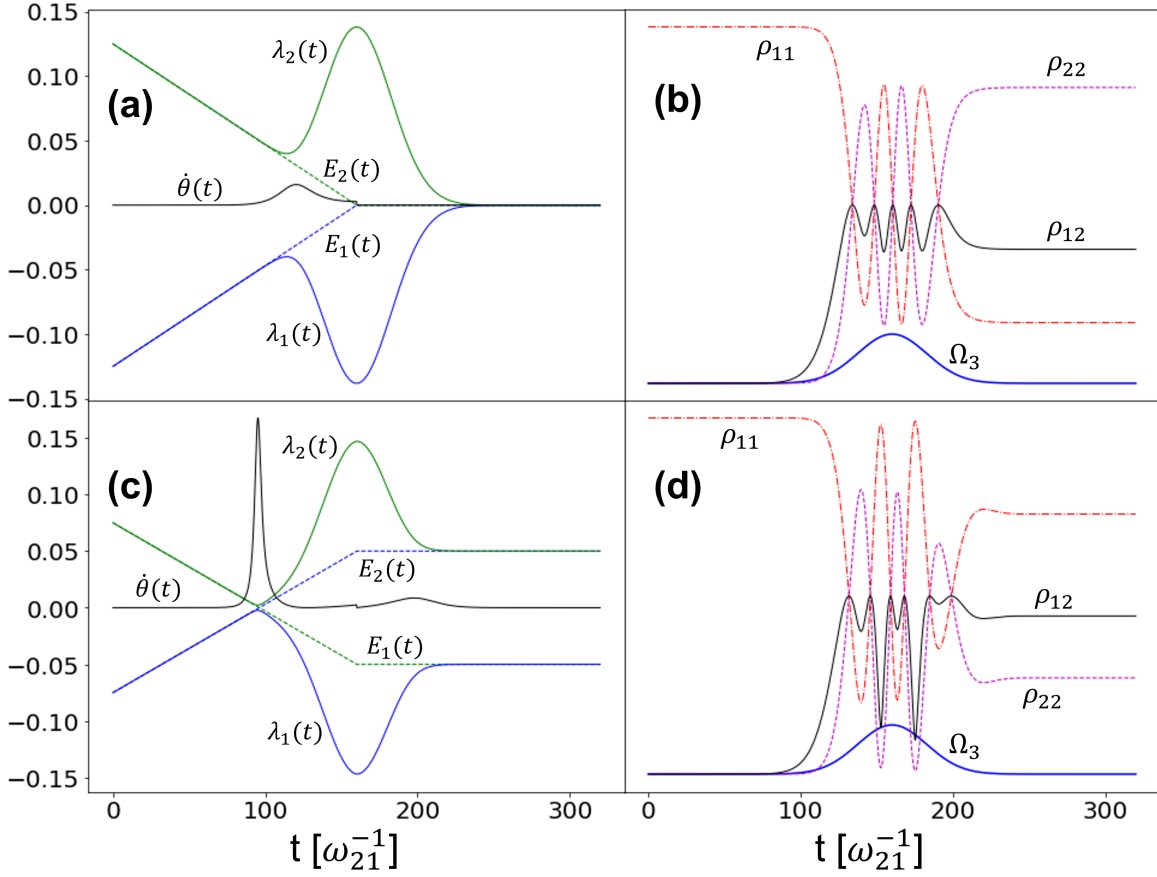 0.15
0.10
0.05
0.00
−0.05
−0.10
−0.15
(a)
λ₂(t)
θ̇(t)
E₂(t)
E₁(t)
λ₁(t)
(b)
ρ₁₁
ρ₂₂
ρ₁₂
Ω₃
0.15
0.10
0.05
0.00
−0.05
−0.10
−0.15
(c)
λ₂(t)
θ̇(t)
E₂(t)
E₁(t)
λ₁(t)
0
100
200
300
t [ω₂₁⁻¹]
(d)
ρ₁₁
ρ₁₂
ρ₂₂
Ω₃
0
100
200
300
t [ω₂₁⁻¹]